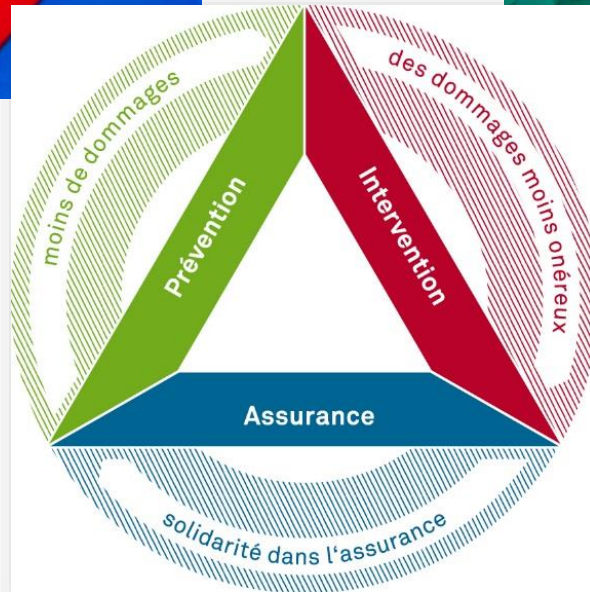 moins de dommages
des dommages moins onéreux
Prévention
Intervention
Assurance
solidarité dans l‘assurance